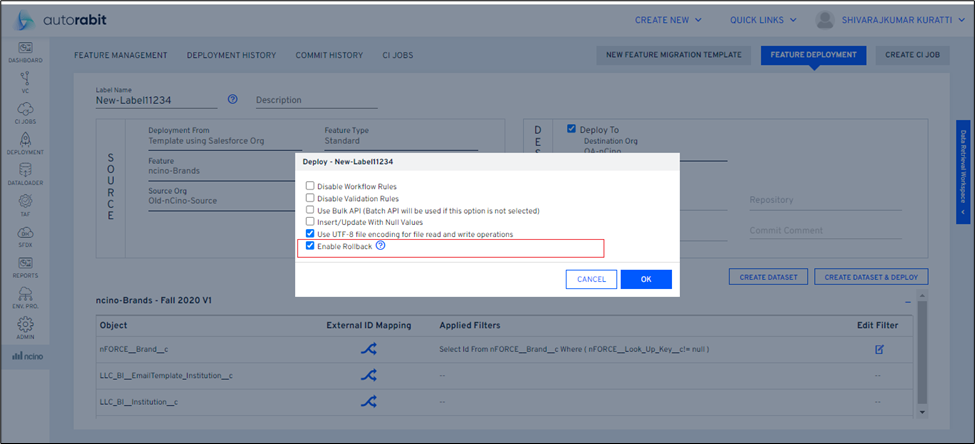 autorabit
CREATE NEW
QUICK LINKS
SHIVARAJKUMAR KURATTI
DASHBOARD
VC
CI JOBS
DEPLOYMENT
DATALOADER
TAF
SFDX
REPORTS
ENV. PRO.
ADMIN
ncino
FEATURE MANAGEMENT
DEPLOYMENT HISTORY
COMMIT HISTORY
CI JOBS
NEW FEATURE MIGRATION TEMPLATE
FEATURE DEPLOYMENT
CREATE CI JOB
Label Name
New-Label11234
?
Description
SOURCE
Deployment From
Template using Salesforce Org
Feature Type
Standard
Feature
ncino-Brands
Source Org
Old-nCino-Source
DES
Deploy To
Destination Org
QA-nCino
Repository
Commit Comment
Data Retrieval Workspace
Deploy - New-Label11234
Disable Workflow Rules
Disable Validation Rules
Use Bulk API (Batch API will be used if this option is not selected)
Insert/Update With Null Values
Use UTF-8 file encoding for file read and write operations
Enable Rollback ?
CANCEL
OK
CREATE DATASET
CREATE DATASET & DEPLOY
ncino-Brands - Fall 2020 V1
Object External ID Mapping Applied Filters Edit Filter
nFORCE__Brand__c Select Id From nFORCE__Brand__c Where ( nFORCE__Look_Up_Key__c!= null )
LLC_BI__EmailTemplate_Institution__c -- --
LLC_BI__Institution__c -- --